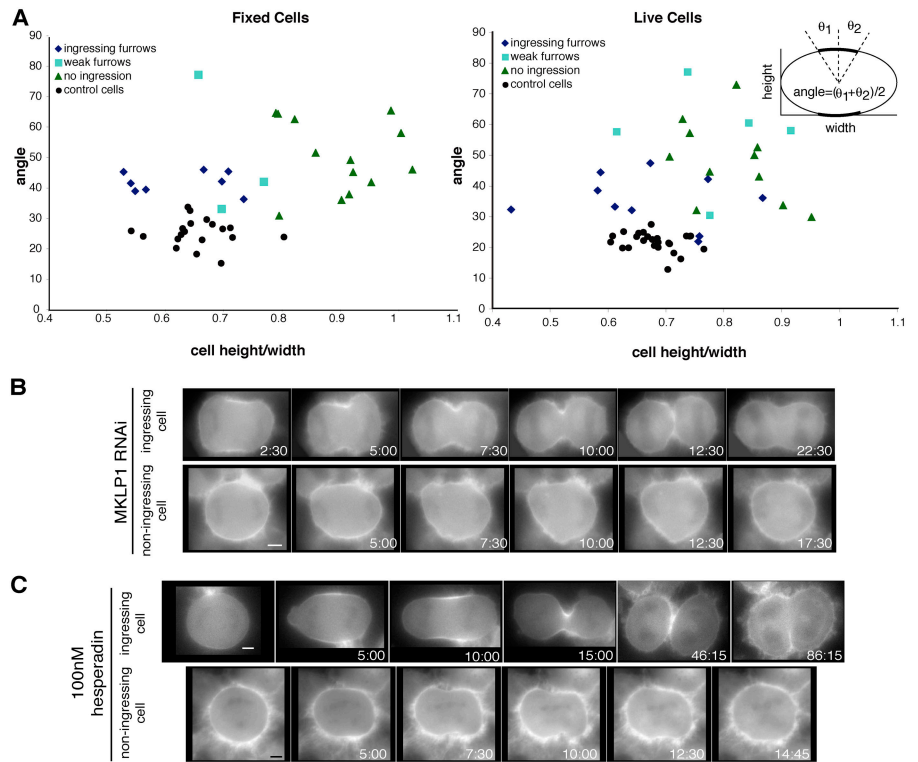 A
Fixed Cells
90
80
70
60
50
40
30
20
10
0
angle
ingressing furrows
weak furrows
no ingression
control cells
0.4 0.5 0.6 0.7 0.8 0.9 1 1.1
cell height/width
Live Cells
90
80
70
60
50
40
30
20
10
0
angle
ingressing furrows
weak furrows
no ingression
control cells
0.4 0.5 0.6 0.7 0.8 0.9 1 1.1
cell height/width
θ1 θ2
height
angle=(θ1+θ2)/2
width
B
MKLP1 RNAi
ingressing cell
2:30 5:00 7:30 10:00 12:30 22:30
non-ingressing cell
5:00 7:30 10:00 12:30 17:30
C
100nM hesperadin
ingressing cell
5:00 10:00 15:00 46:15 86:15
non-ingressing cell
5:00 7:30 10:00 12:30 14:45